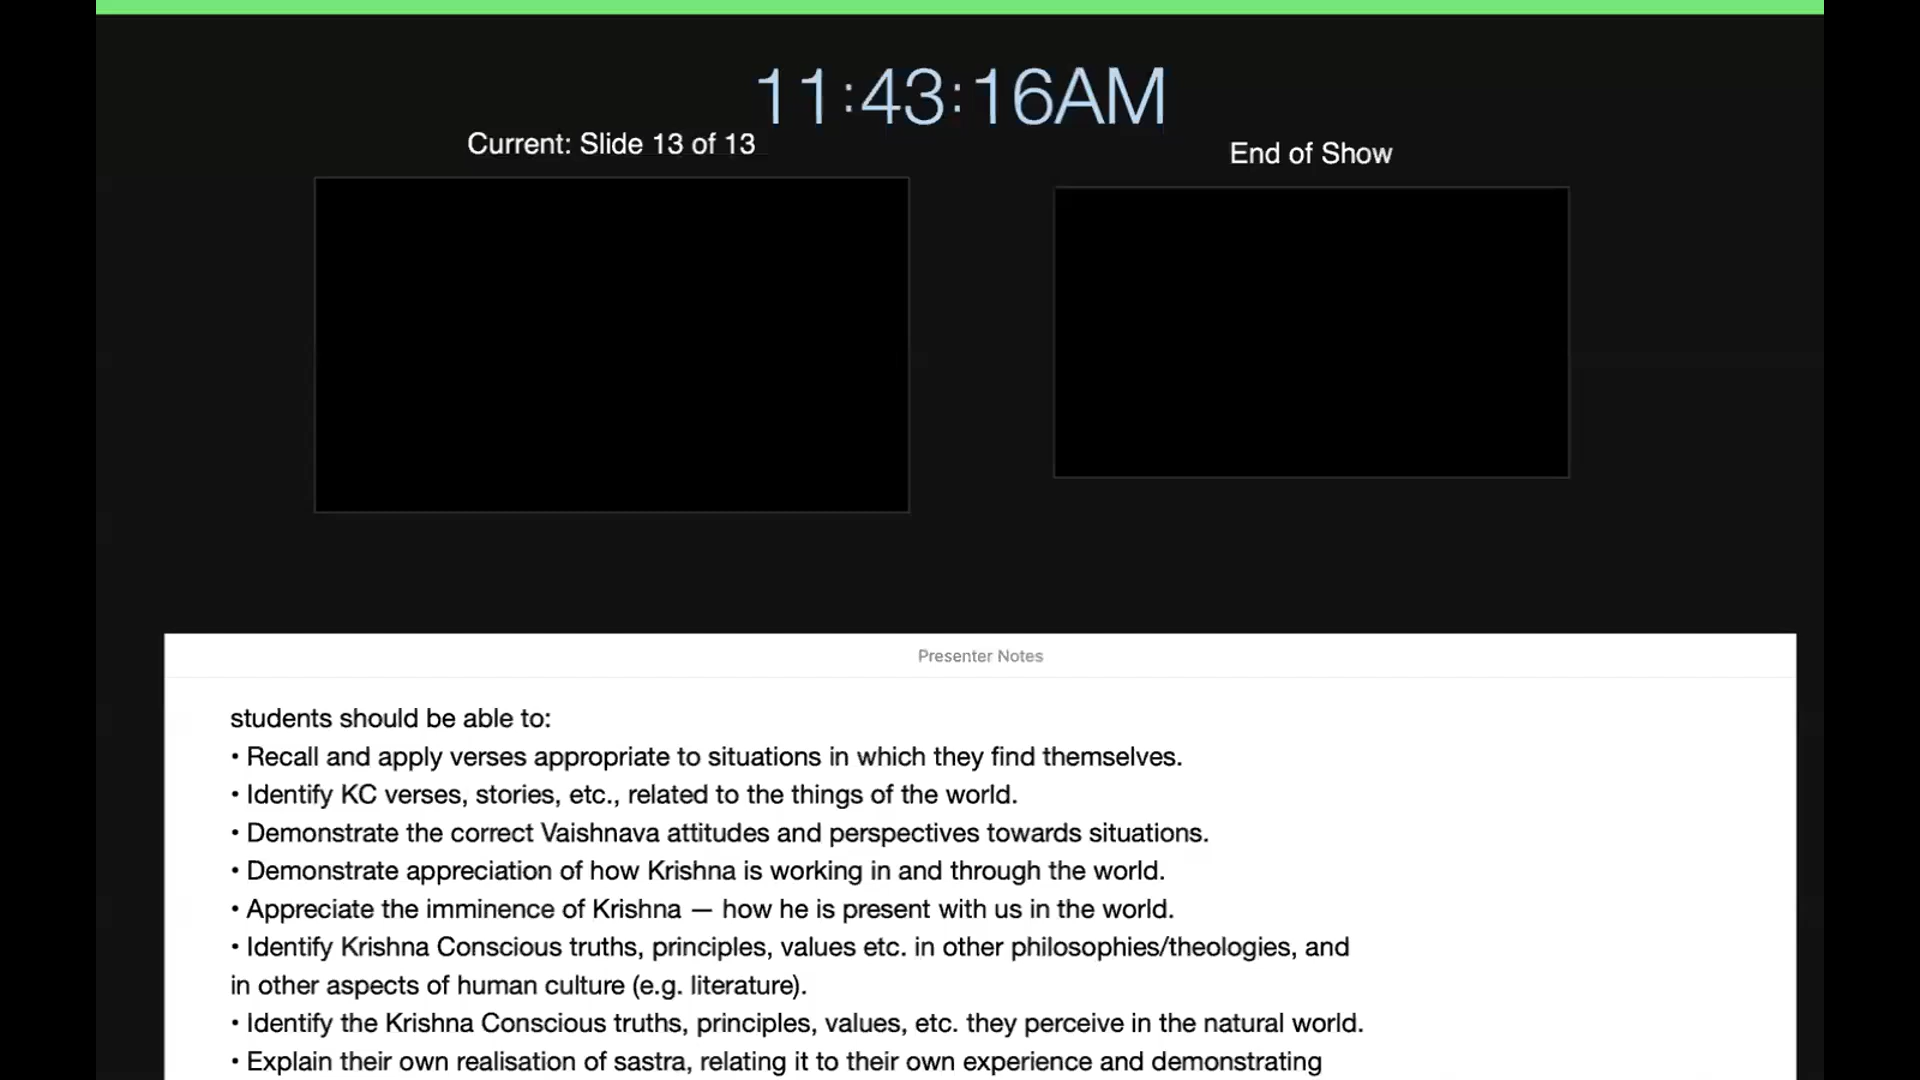 11:43:16AM
Current: Slide 13 of 13
End of Show
Presenter Notes
students should be able to:
• Recall and apply verses appropriate to situations in which they find themselves.
• Identify KC verses, stories, etc., related to the things of the world.
• Demonstrate the correct Vaishnava attitudes and perspectives towards situations.
• Demonstrate appreciation of how Krishna is working in and through the world.
• Appreciate the imminence of Krishna — how he is present with us in the world.
• Identify Krishna Conscious truths, principles, values etc. in other philosophies/theologies, and
in other aspects of human culture (e.g. literature).
• Identify the Krishna Conscious truths, principles, values, etc. they perceive in the natural world.
• Explain their own realisation of sastra, relating it to their own experience and demonstrating